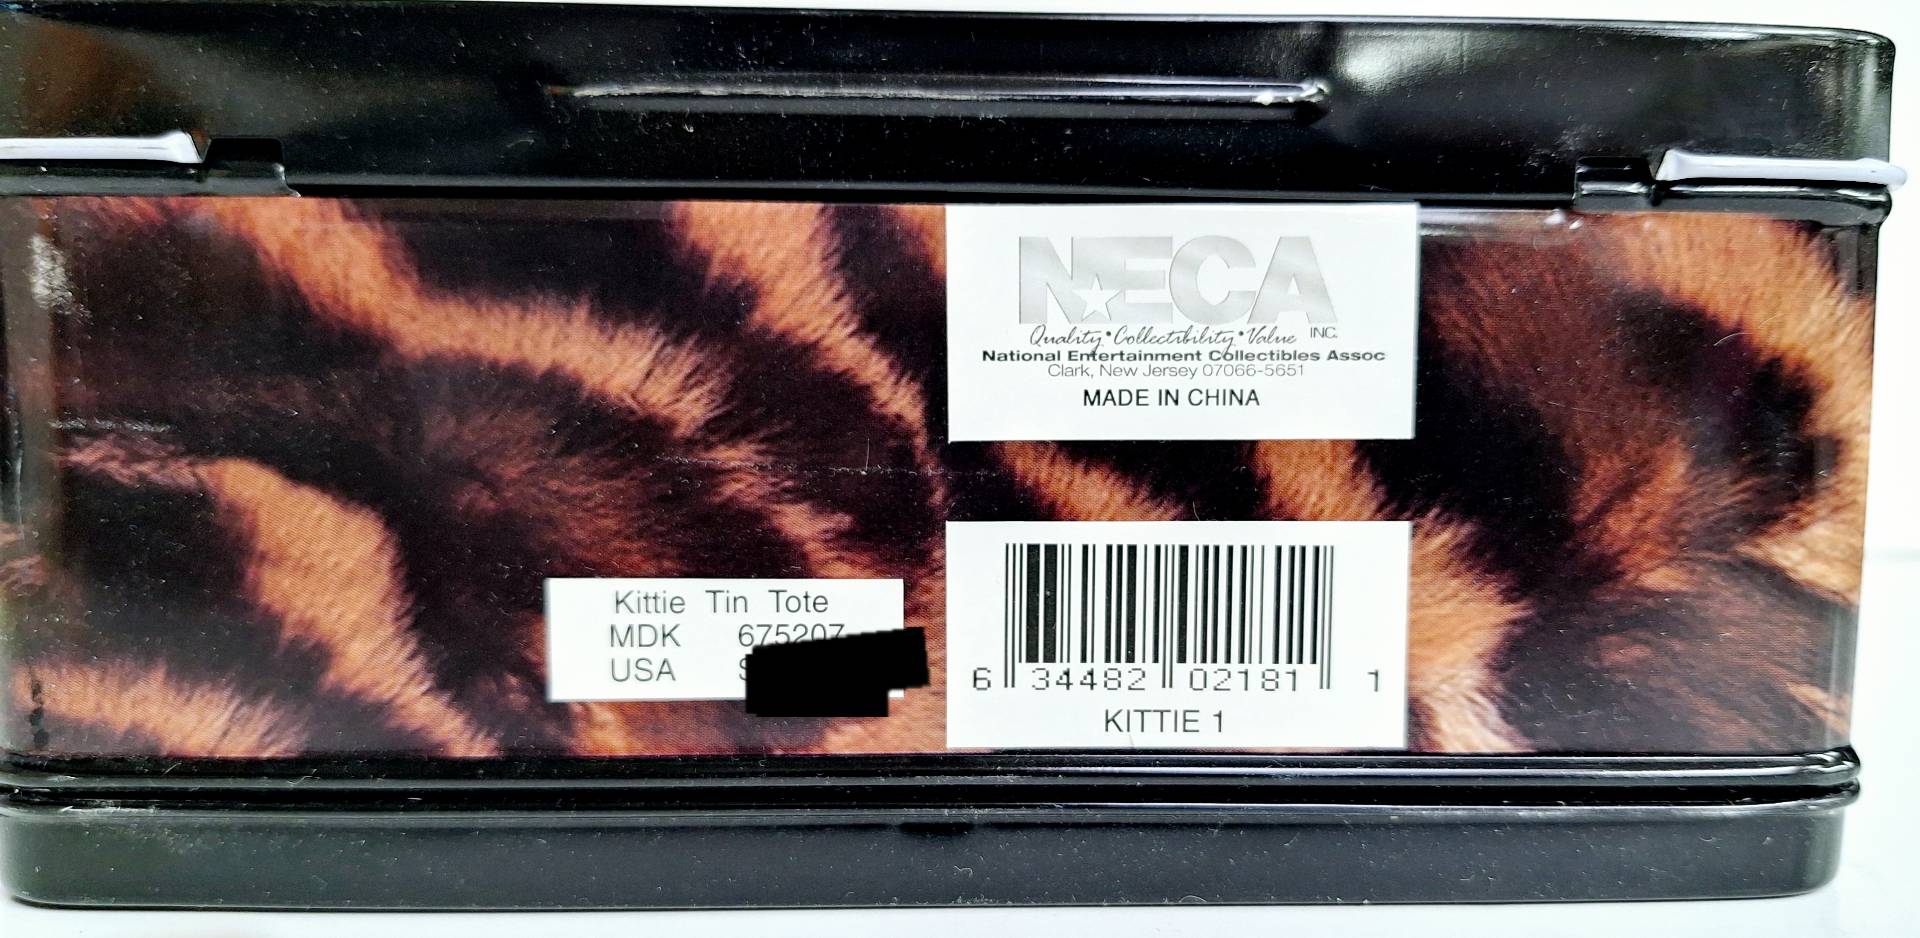 NECA
Quality • Collectibility • Value INC.
National Entertainment Collectibles Assoc
Clark, New Jersey 07066-5651
MADE IN CHINA
Kittie Tin Tote
MDK 675207
USA
6 34482 02181 1
KITTIE 1